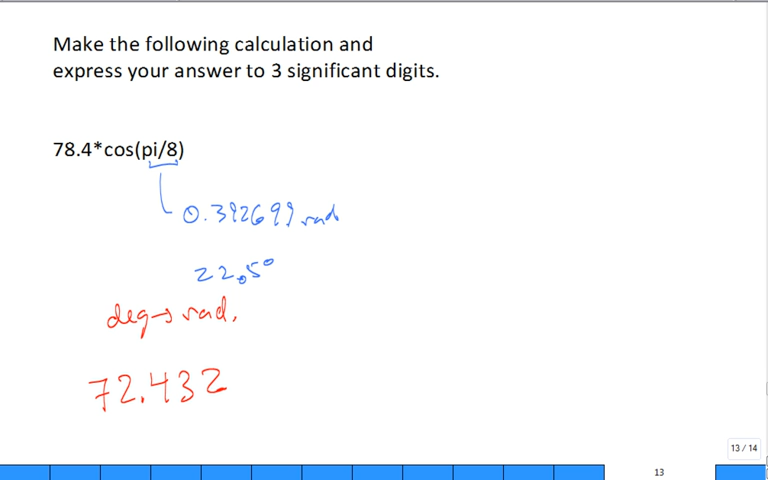 Make the following calculation and
express your answer to 3 significant digits.
78.4*cos(pi/8)
0.392699 rad
22.5°
deg→ rad.
72.432
13 / 14
13